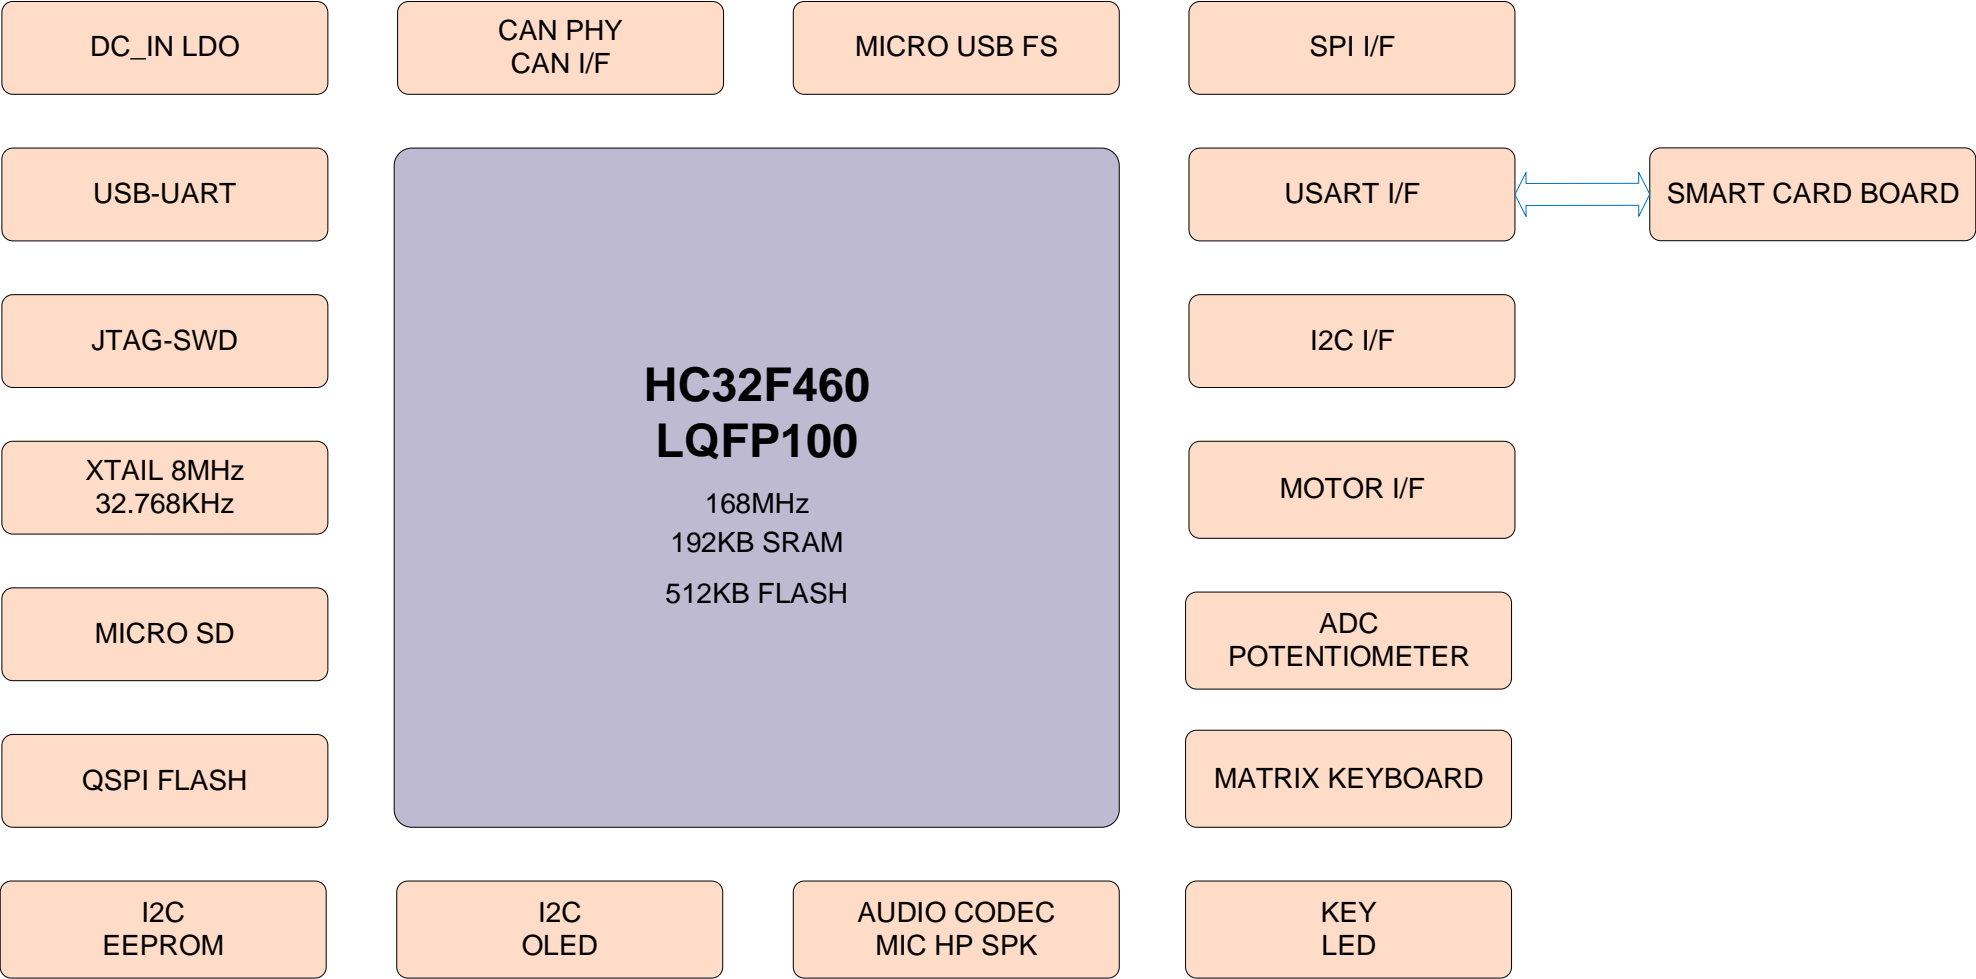 DC_IN LDO
CAN PHY
CAN I/F
MICRO USB FS
SPI I/F
USB-UART
USART I/F
SMART CARD BOARD
JTAG-SWD
I2C I/F
HC32F460
LQFP100
168MHz
192KB SRAM
512KB FLASH
XTAIL 8MHz
32.768KHz
MOTOR I/F
MICRO SD
ADC
POTENTIOMETER
QSPI FLASH
MATRIX KEYBOARD
I2C
EEPROM
I2C
OLED
AUDIO CODEC
MIC HP SPK
KEY
LED